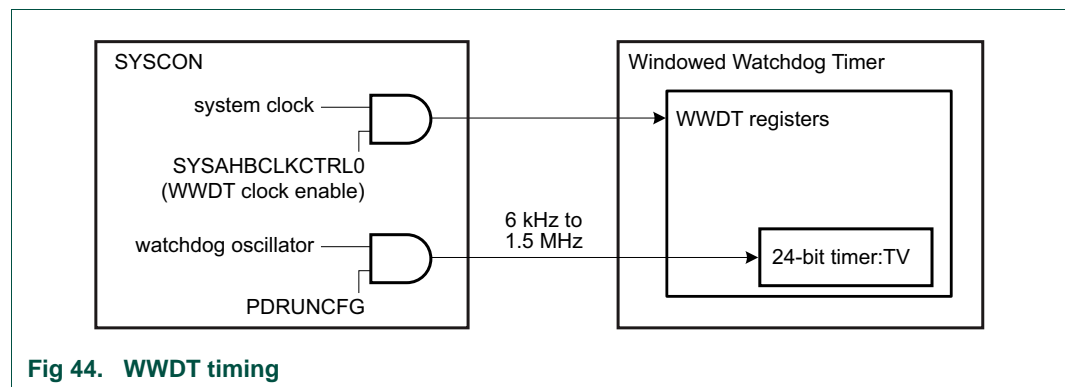 SYSCON
system clock
SYSAHBCLKCTRL0
(WWDT clock enable)
watchdog oscillator
PDRUNCFG
6 kHz to
1.5 MHz
Windowed Watchdog Timer
WWDT registers
24-bit timer:TV
Fig 44. WWDT timing